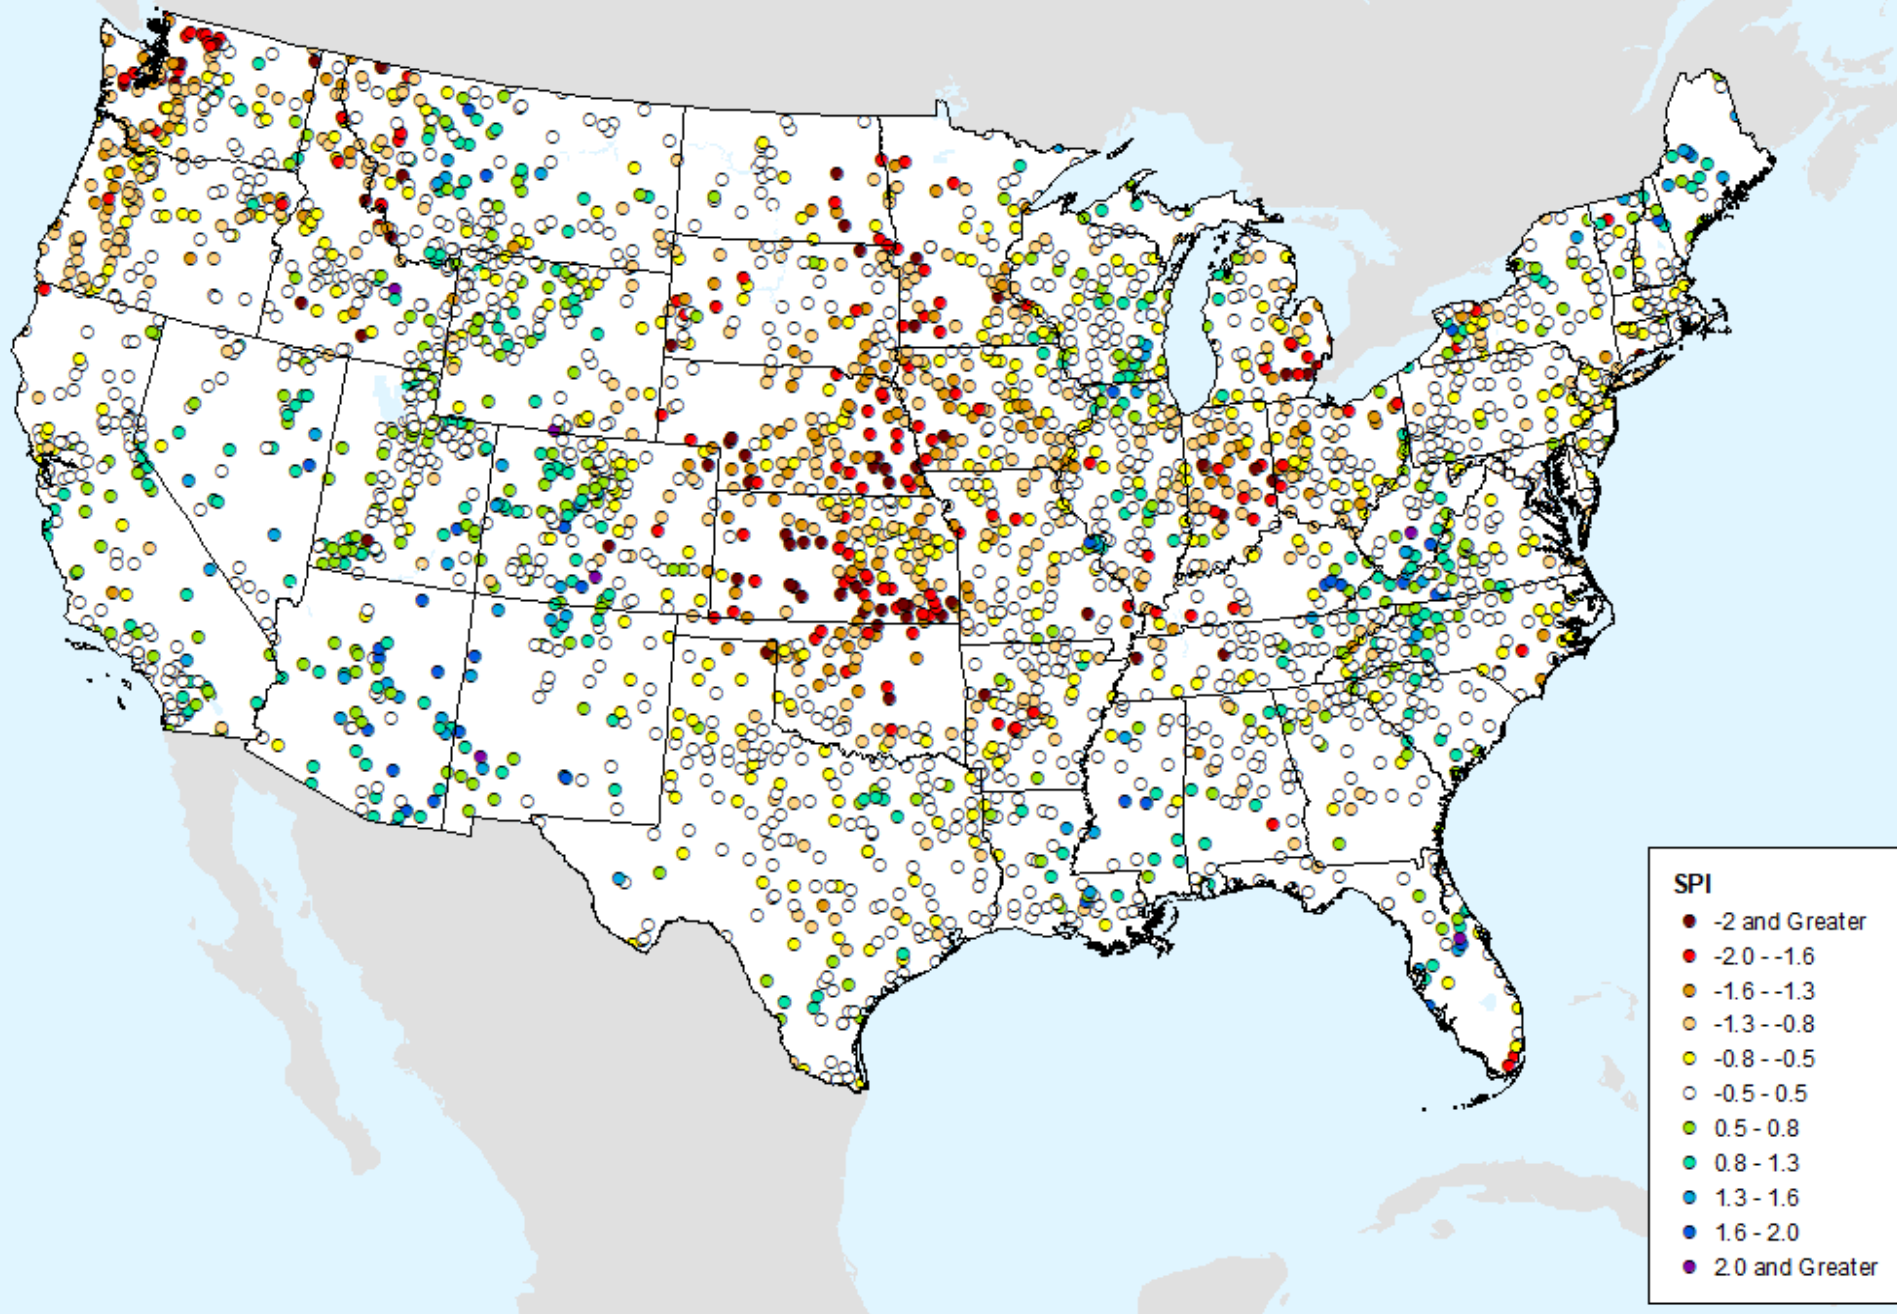 SPI
-2 and Greater
-2.0 - -1.6
-1.6 - -1.3
-1.3 - -0.8
-0.8 - -0.5
-0.5 - 0.5
0.5 - 0.8
0.8 - 1.3
1.3 - 1.6
1.6 - 2.0
2.0 and Greater